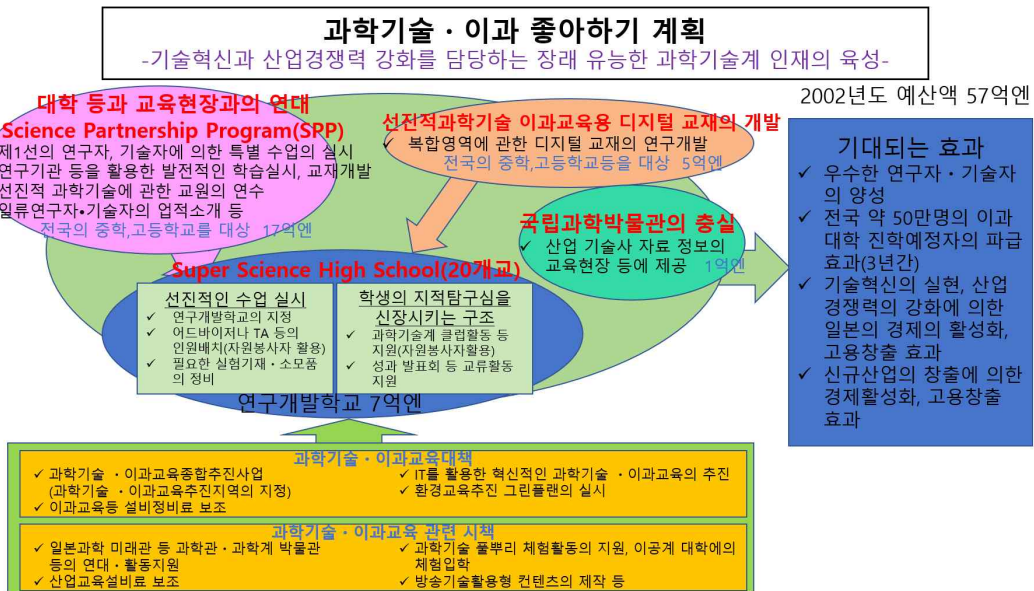 과학기술・이과 좋아하기 계획
-기술혁신과 산업경쟁력 강화를 담당하는 장래 유능한 과학기술계 인재의 육성-
2002년도 예산액 57억엔
대학 등과 교육현장과의 연대
Science Partnership Program(SPP)
제1선의 연구자, 기술자에 의한 특별 수업의 실시
연구기관 등을 활용한 발전적인 학습실시, 교재개발
선진적 과학기술에 관한 교원의 연수
일류연구자•기술자의 업적소개 등
전국의 중학,고등학교를 대상 17억엔
선진적과학기술 이과교육용 디지털 교재의 개발
✓ 복합영역에 관한 디지털 교재의 연구개발
전국의 중학,고등학교등을 대상 5억엔
국립과학박물관의 충실
✓ 산업 기술사 자료 정보의
교육현장 등에 제공 1억엔
Super Science High School(20개교)
선진적인 수업 실시
✓ 연구개발학교의 지정
✓ 어드바이저나 TA 등의
인원배치(자원봉사자 활용)
✓ 필요한 실험기재・소모품
의 정비
학생의 지적탐구심을
신장시키는 구조
✓ 과학기술계 클럽활동 등
지원(자원봉사자활용)
✓ 성과 발표회 등 교류활동
지원
연구개발학교 7억엔
기대되는 효과
✓ 우수한 연구자・기술자
의 양성
✓ 전국 약 50만명의 이과
대학 진학예정자의 파급
효과(3년간)
✓ 기술혁신의 실현, 산업
경쟁력의 강화에 의한
일본의 경제의 활성화,
고용창출 효과
✓ 신규산업의 창출에 의한
경제활성화, 고용창출
효과
과학기술・이과교육대책
✓ 과학기술 ・이과교육종합추진사업
(과학기술 ・이과교육추진지역의 지정)
✓ 이과교육등 설비정비료 보조
✓ IT를 활용한 혁신적인 과학기술 ・이과교육의 추진
✓ 환경교육추진 그린플랜의 실시
과학기술・이과교육 관련 시책
✓ 일본과학 미래관 등 과학관・과학계 박물관
등의 연대・활동지원
✓ 산업교육설비료 보조
✓ 과학기술 풀뿌리 체험활동의 지원, 이공계 대학에의
체험입학
✓ 방송기술활용형 컨텐츠의 제작 등